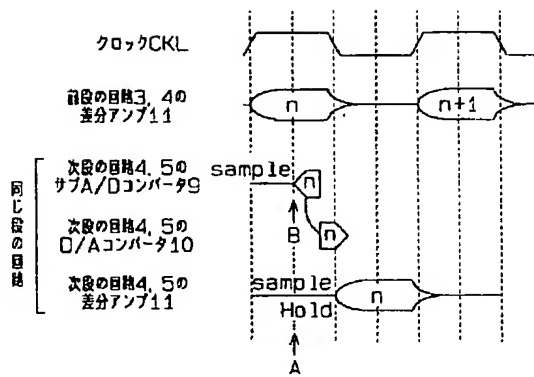 クロックCKL
前段の回路3, 4の
差分アンプ11
n
n+1
同じ段の回路
次段の回路4, 5の
サブA/Dコンバータ9
sample
n
次段の回路4, 5の
D/Aコンバータ10
B
n
次段の回路4, 5の
差分アンプ11
sample
Hold
n
A